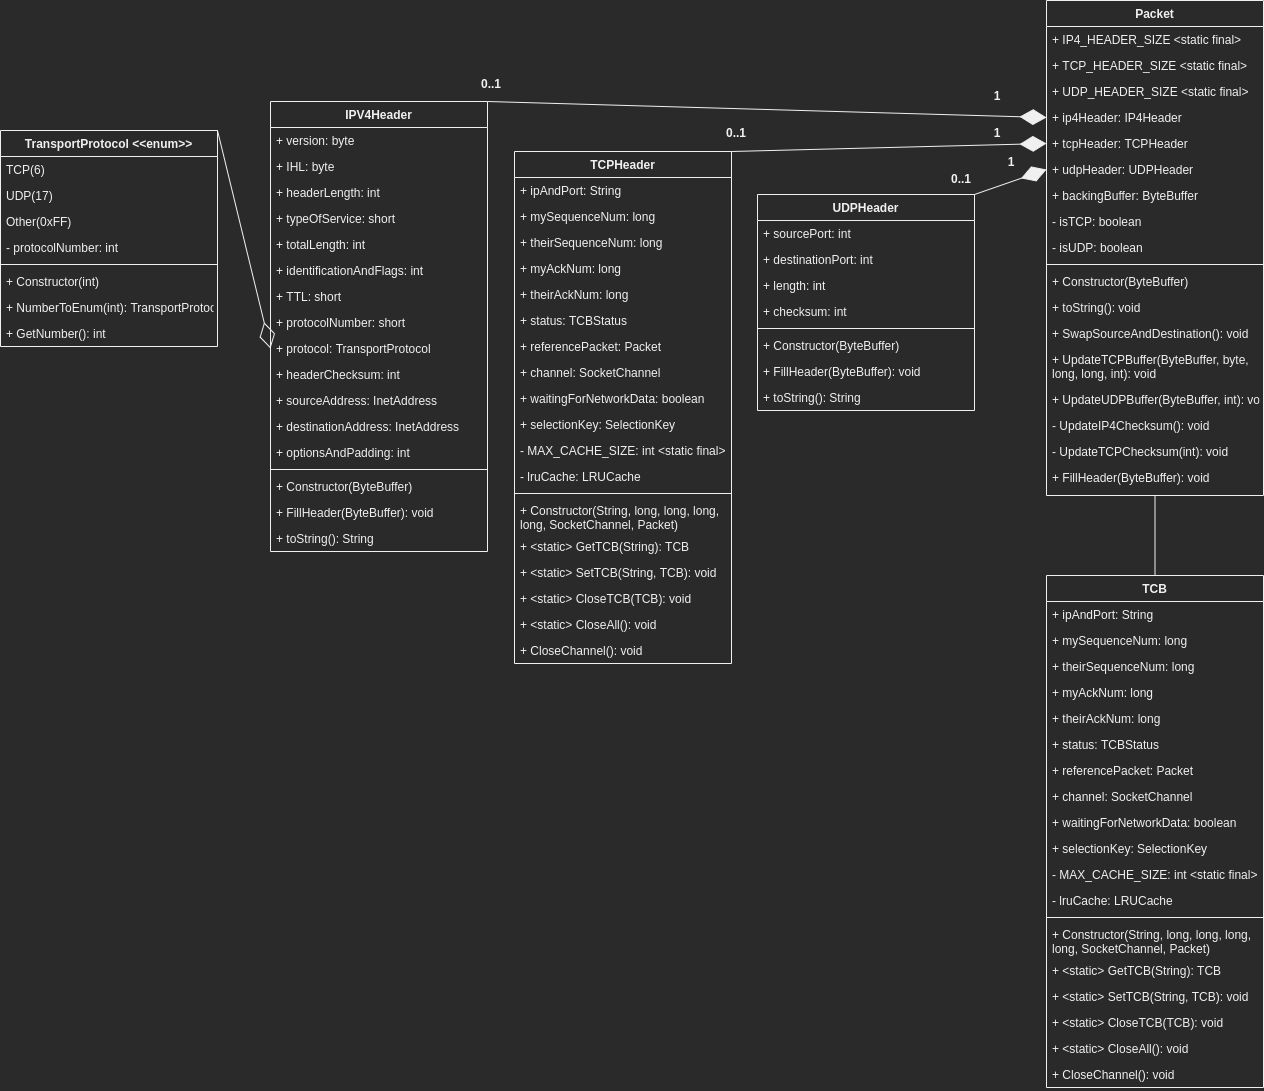 Packet
+ IP4_HEADER_SIZE <static final>
+ TCP_HEADER_SIZE <static final>
+ UDP_HEADER_SIZE <static final>
+ ip4Header: IP4Header
+ tcpHeader: TCPHeader
+ udpHeader: UDPHeader
+ backingBuffer: ByteBuffer
- isTCP: boolean
- isUDP: boolean
+ Constructor(ByteBuffer)
+ toString(): void
+ SwapSourceAndDestination(): void
+ UpdateTCPBuffer(ByteBuffer, byte,
long, long, int): void
+ UpdateUDPBuffer(ByteBuffer, int): vo
- UpdateIP4Checksum(): void
- UpdateTCPChecksum(int): void
+ FillHeader(ByteBuffer): void
0..1
1
0..1
1
0..1
1
TransportProtocol <<enum>>
TCP(6)
UDP(17)
Other(0xFF)
- protocolNumber: int
+ Constructor(int)
+ NumberToEnum(int): TransportProtoc
+ GetNumber(): int
IPV4Header
+ version: byte
+ IHL: byte
+ headerLength: int
+ typeOfService: short
+ totalLength: int
+ identificationAndFlags: int
+ TTL: short
+ protocolNumber: short
+ protocol: TransportProtocol
+ headerChecksum: int
+ sourceAddress: InetAddress
+ destinationAddress: InetAddress
+ optionsAndPadding: int
+ Constructor(ByteBuffer)
+ FillHeader(ByteBuffer): void
+ toString(): String
TCPHeader
+ ipAndPort: String
+ mySequenceNum: long
+ theirSequenceNum: long
+ myAckNum: long
+ theirAckNum: long
+ status: TCBStatus
+ referencePacket: Packet
+ channel: SocketChannel
+ waitingForNetworkData: boolean
+ selectionKey: SelectionKey
- MAX_CACHE_SIZE: int <static final>
- lruCache: LRUCache
+ Constructor(String, long, long, long,
long, SocketChannel, Packet)
+ <static> GetTCB(String): TCB
+ <static> SetTCB(String, TCB): void
+ <static> CloseTCB(TCB): void
+ <static> CloseAll(): void
+ CloseChannel(): void
UDPHeader
+ sourcePort: int
+ destinationPort: int
+ length: int
+ checksum: int
+ Constructor(ByteBuffer)
+ FillHeader(ByteBuffer): void
+ toString(): String
TCB
+ ipAndPort: String
+ mySequenceNum: long
+ theirSequenceNum: long
+ myAckNum: long
+ theirAckNum: long
+ status: TCBStatus
+ referencePacket: Packet
+ channel: SocketChannel
+ waitingForNetworkData: boolean
+ selectionKey: SelectionKey
- MAX_CACHE_SIZE: int <static final>
- lruCache: LRUCache
+ Constructor(String, long, long, long,
long, SocketChannel, Packet)
+ <static> GetTCB(String): TCB
+ <static> SetTCB(String, TCB): void
+ <static> CloseTCB(TCB): void
+ <static> CloseAll(): void
+ CloseChannel(): void